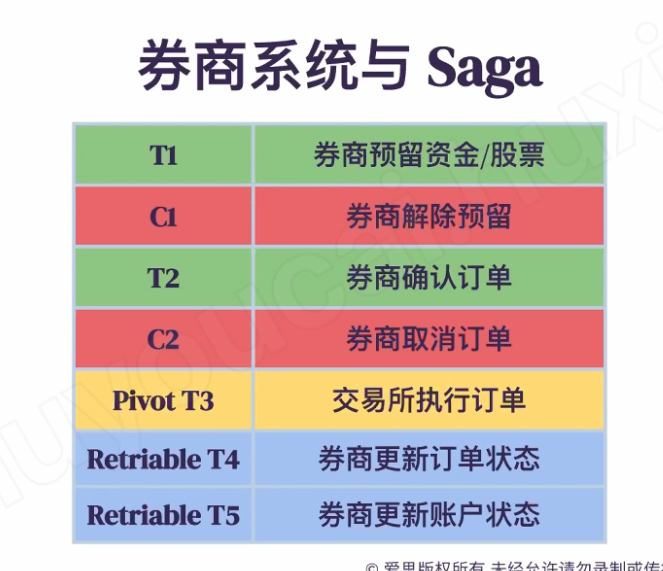 券商系统与 Saga
T1 券商预留资金/股票
C1 券商解除预留
T2 券商确认订单
C2 券商取消订单
Pivot T3 交易所执行订单
Retriable T4 券商更新订单状态
Retriable T5 券商更新账户状态
© 爱思版权所有 未经允许请勿录制或传